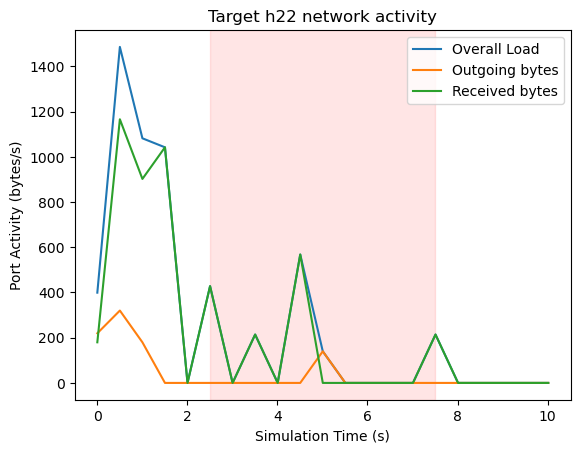 Target h22 network activity
Overall Load
Outgoing bytes
Received bytes
Port Activity (bytes/s)
1400
1200
1000
800
600
400
200
0
0 2 4 6 8 10
Simulation Time (s)